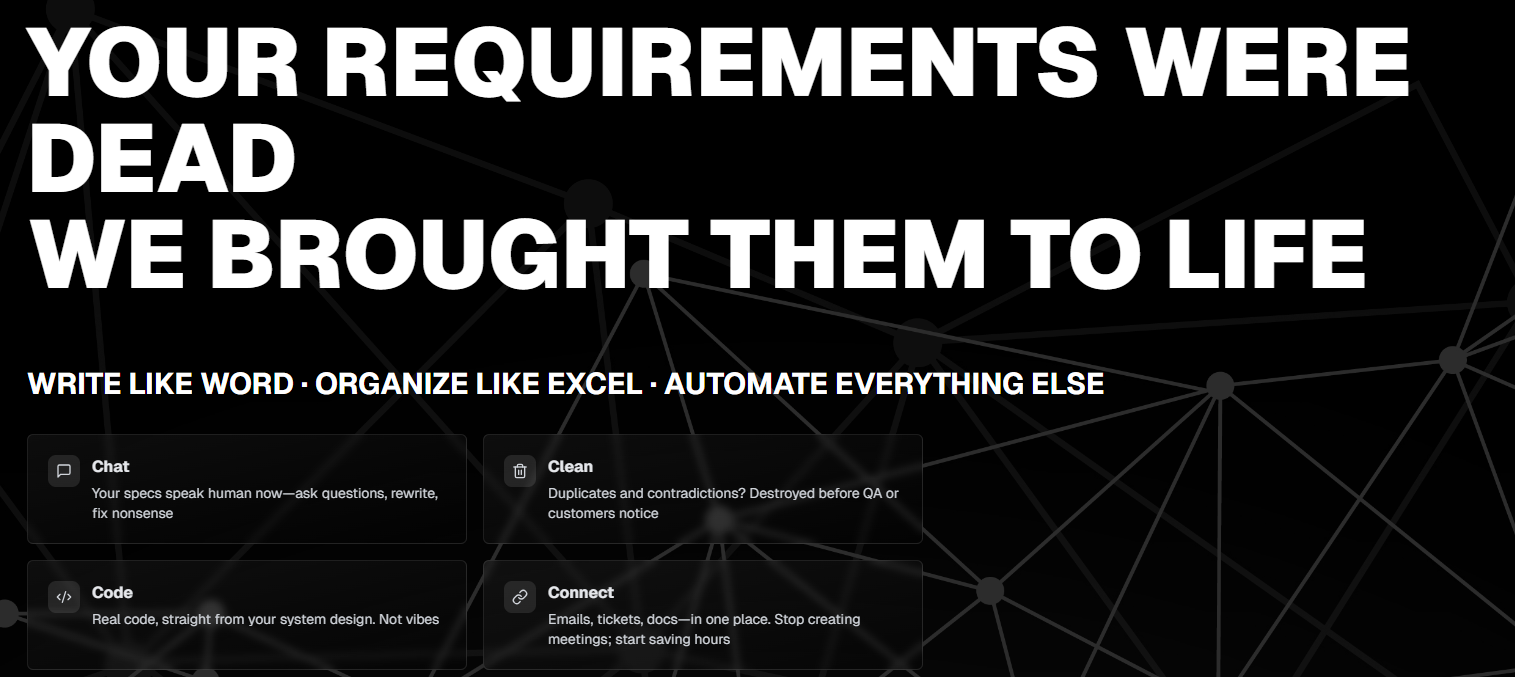 YOUR REQUIREMENTS WERE
DEAD
WE BROUGHT THEM TO LIFE
WRITE LIKE WORD · ORGANIZE LIKE EXCEL · AUTOMATE EVERYTHING ELSE
Chat
Your specs speak human now—ask questions, rewrite,
fix nonsense
Clean
Duplicates and contradictions? Destroyed before QA or
customers notice
Code
Real code, straight from your system design. Not vibes
Connect
Emails, tickets, docs—in one place. Stop creating
meetings; start saving hours